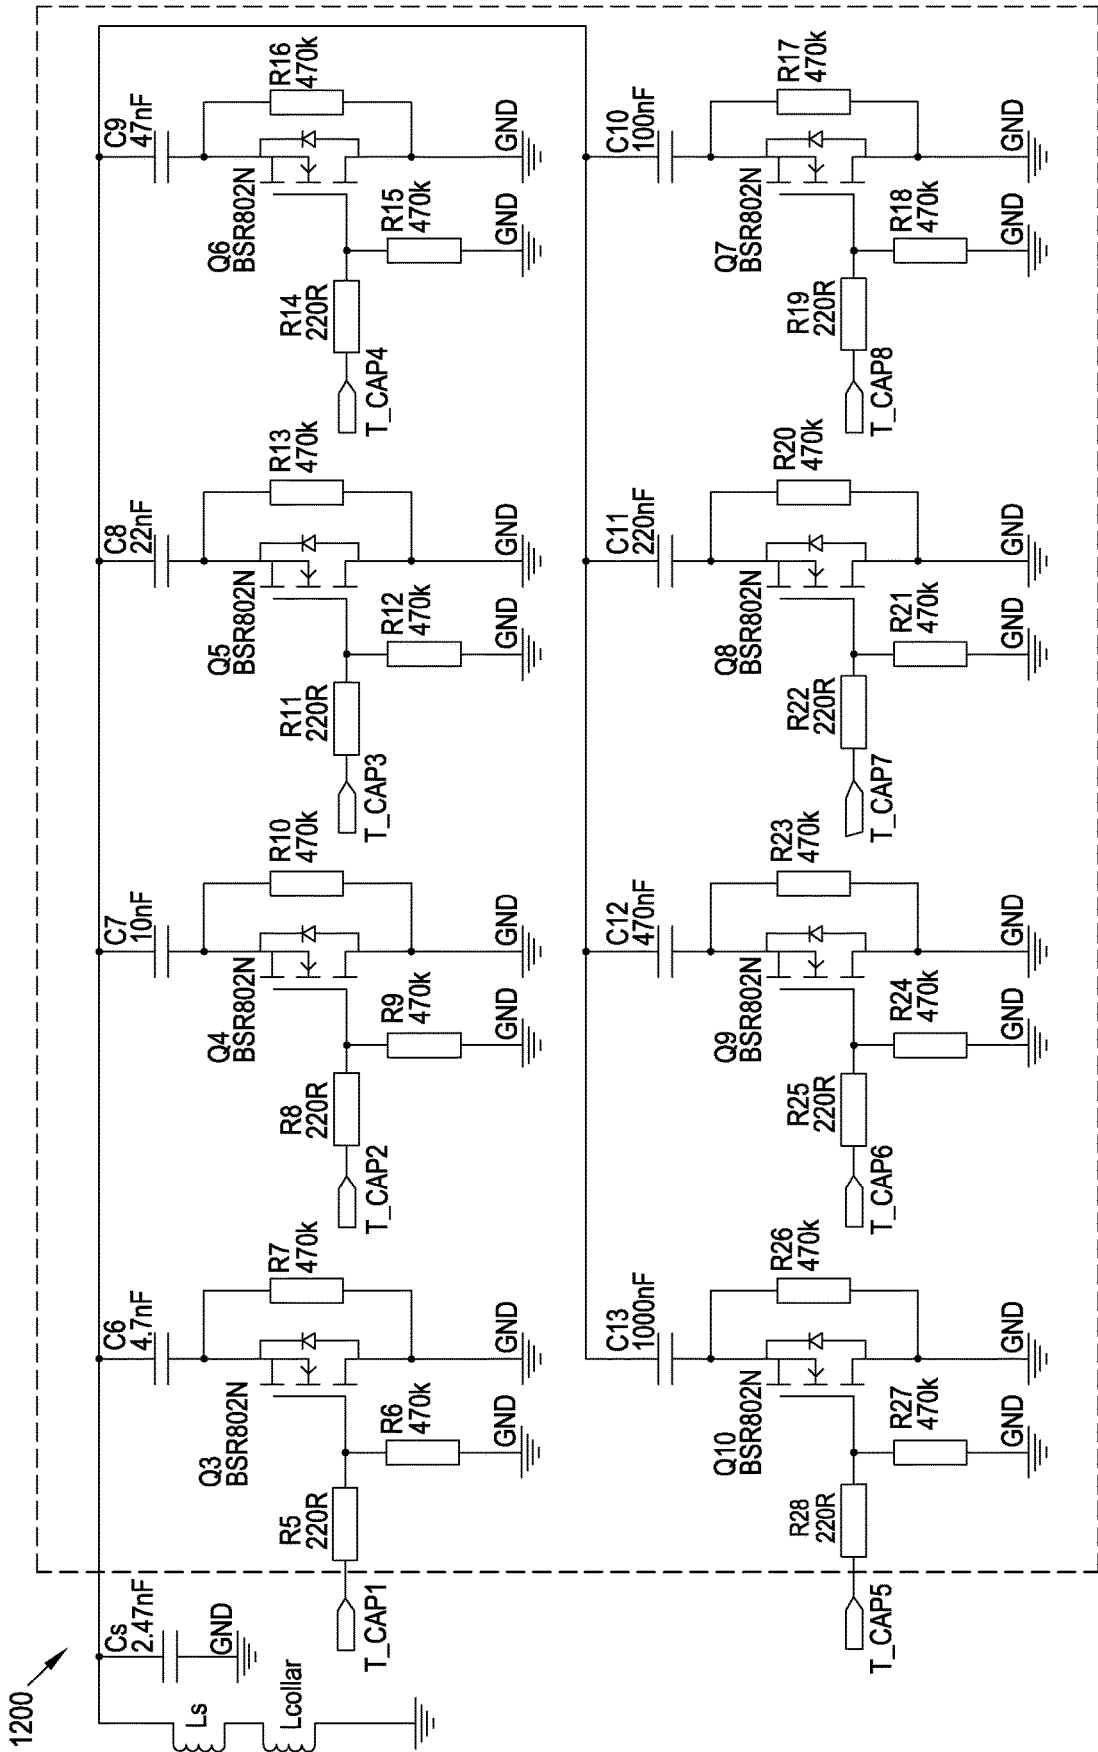 1200
Ls
Lcollar
Cs
2.47nF
GND
C6
4.7nF
R7
470k
Q3
BSR802N
R6
470k
GND
GND
R5
220R
T_CAP1
C7
10nF
R10
470k
Q4
BSR802N
R9
470k
GND
GND
R8
220R
T_CAP2
C8
22nF
R13
470k
Q5
BSR802N
R12
470k
GND
GND
R11
220R
T_CAP3
C9
47nF
R16
470k
Q6
BSR802N
R15
470k
GND
GND
R14
220R
T_CAP4
C13
1000nF
R26
470k
Q10
BSR802N
R27
470k
GND
GND
R28
220R
T_CAP5
C12
470nF
R23
470k
Q9
BSR802N
R24
470k
GND
GND
R25
220R
T_CAP6
C11
220nF
R20
470k
Q8
BSR802N
R21
470k
GND
GND
R22
220R
T_CAP7
C10
100nF
R17
470k
Q7
BSR802N
R18
470k
GND
GND
R19
220R
T_CAP8